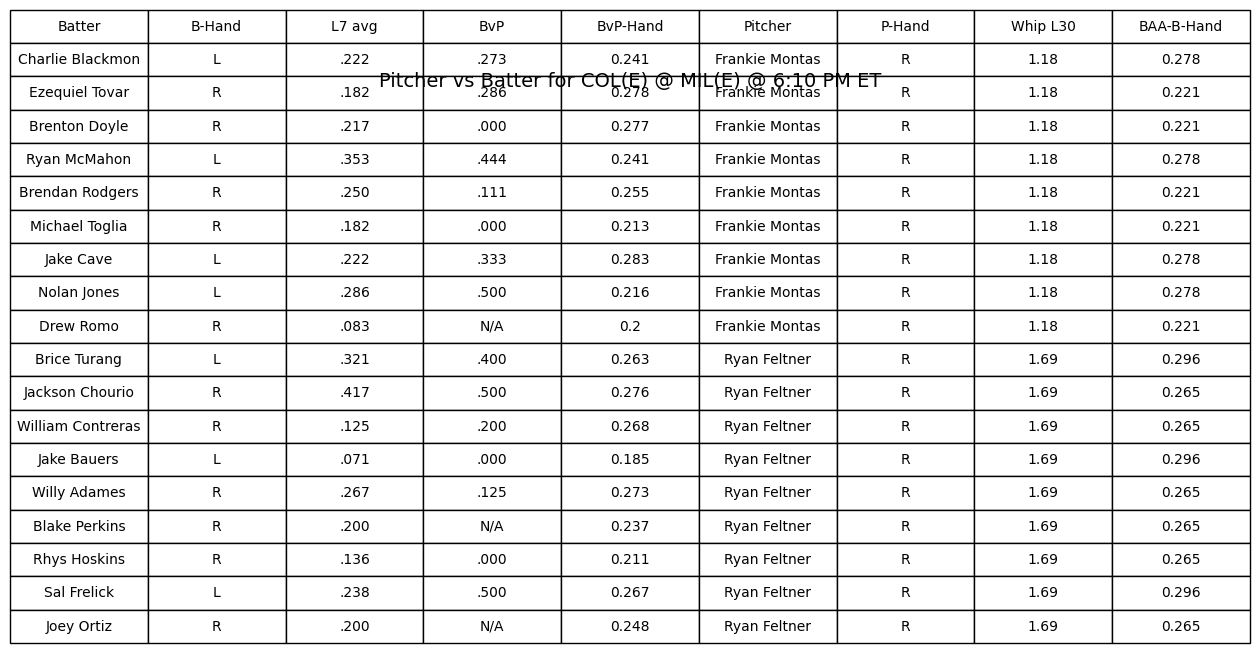 Batter B-Hand L7 avg BvP BvP-Hand Pitcher P-Hand Whip L30 BAA-B-Hand
Charlie Blackmon L .222 .273 0.241 Frankie Montas R 1.18 0.278
Pitcher vs Batter for COL(E) @ MIL(E) @ 6:10 PM ET
Ezequiel Tovar R .182 .286 0.278 Frankie Montas R 1.18 0.221
Brenton Doyle R .217 .000 0.277 Frankie Montas R 1.18 0.221
Ryan McMahon L .353 .444 0.241 Frankie Montas R 1.18 0.278
Brendan Rodgers R .250 .111 0.255 Frankie Montas R 1.18 0.221
Michael Toglia R .182 .000 0.213 Frankie Montas R 1.18 0.221
Jake Cave L .222 .333 0.283 Frankie Montas R 1.18 0.278
Nolan Jones L .286 .500 0.216 Frankie Montas R 1.18 0.278
Drew Romo R .083 N/A 0.2 Frankie Montas R 1.18 0.221
Brice Turang L .321 .400 0.263 Ryan Feltner R 1.69 0.296
Jackson Chourio R .417 .500 0.276 Ryan Feltner R 1.69 0.265
William Contreras R .125 .200 0.268 Ryan Feltner R 1.69 0.265
Jake Bauers L .071 .000 0.185 Ryan Feltner R 1.69 0.296
Willy Adames R .267 .125 0.273 Ryan Feltner R 1.69 0.265
Blake Perkins R .200 N/A 0.237 Ryan Feltner R 1.69 0.265
Rhys Hoskins R .136 .000 0.211 Ryan Feltner R 1.69 0.265
Sal Frelick L .238 .500 0.267 Ryan Feltner R 1.69 0.296
Joey Ortiz R .200 N/A 0.248 Ryan Feltner R 1.69 0.265